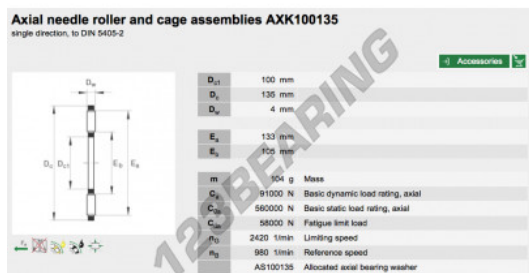 Axial needle roller and cage assemblies AXK100135
single direction, to DIN 5405-2
Accessories
Dw
Dc Dc1 Eb Ea
Dc1 100 mm
Dc 135 mm
Dw 4 mm
Ea 133 mm
Eb 105 mm
m 104 g Mass
Ca 91000 N Basic dynamic load rating, axial
C0a 560000 N Basic static load rating, axial
Cua 58000 N Fatigue limit load
nG 2420 1/min Limiting speed
nB 980 1/min Reference speed
AS100135 Allocated axial bearing washer
123BEARING